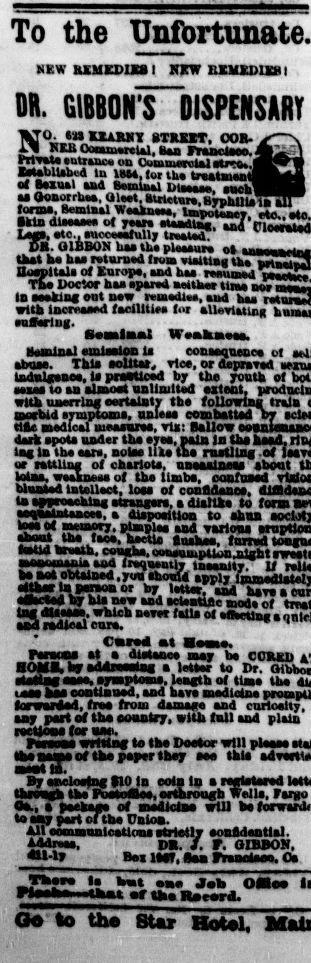 To the Unfortunate.
NEW REMEDIES! NEW REMEDIES!
DR. GIBBON'S DISPENSARY
NO. 623 KEARNY STREET, COR-
NER Commercial, San Francisco.
Private entrance on Commercial street.
Established in 1854, for the treatment
of Sexual and Seminal Disease, such
as Gonorrhea, Gleet, Stricture, Syphilis in all
forms, Seminal Weakness, Impotency, etc., etc.
Skin diseases of years standing, and Ulcerated
Legs, etc., successfully treated.
DR. GIBBON has the pleasure of announcing
that he has returned from visiting the principal
Hospitals of Europe, and has resumed practice.
The Doctor has spared neither time nor money
in seeking out new remedies, and has returned
with increased facilities for alleviating human
suffering.
Seminal Weakness.
Seminal emission is consequence of self
abuse. This solitary vice, or depraved sexual
indulgence, is practiced by the youth of both
sexes to an almost unlimited extent, producing
with unerring certainty the following train of
morbid symptoms, unless combatted by scien
tific medical measures, viz: Sallow countenance
dark spots under the eyes, pain in the head, ring
ing in the ears, noise like the rustling of leaves
or rattling of chariots, uneasiness about the
loins, weakness of the limbs, confused vision
blunted intellect, loss of confidence, diffidence
in approaching strangers, a dislike to form new
acquaintances, a disposition to shun society
loss of memory, pimples and various eruptions
about the face, hectic flushes, furred tongue
fœtid breath, coughs, consumption, night sweats
monomania and frequently insanity. If relief
be not obtained, you should apply immediately
either in person or by letter, and have a cure
effected by his new and scientific mode of treat
ing disease, which never fails of effecting a quick
and radical cure.
Cured at Home.
Persons at a distance may be CURED AT
HOME, by addressing a letter to Dr. Gibbon
stating case, symptoms, length of time the dis
ease has continued, and have medicine promptly
forwarded, free from damage and curiosity, to
any part of the country, with full and plain
rections for use.
Persons writing to the Doctor will please state
the name of the paper they see this advertise
ment in.
By enclosing $10 in coin in a registered letter
through the Postoffice, or through Wells, Fargo
Co., a package of medicine will be forwarded
to any part of the Union.
All communications strictly confidential.
Address, DR. J. F. GIBBON,
Box 1957, San Francisco, Ca
There is but one Job Office in
that of the Record.
Go to the Star Hotel, Main